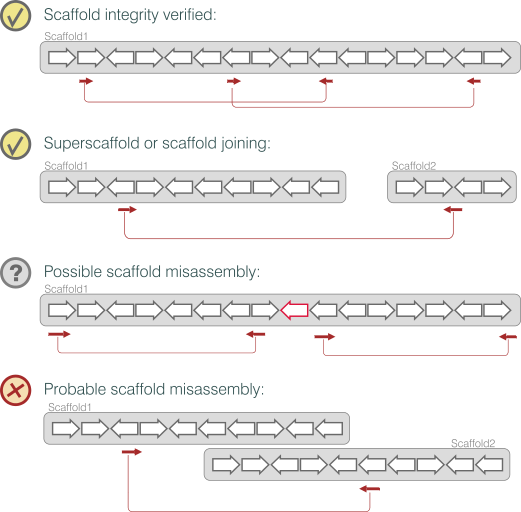 Scaffold integrity verified:
Scaffold1
Superscaffold or scaffold joining:
Scaffold1
Scaffold2
Possible scaffold misassembly:
Scaffold1
?
Probable scaffold misassembly:
Scaffold1
Scaffold2